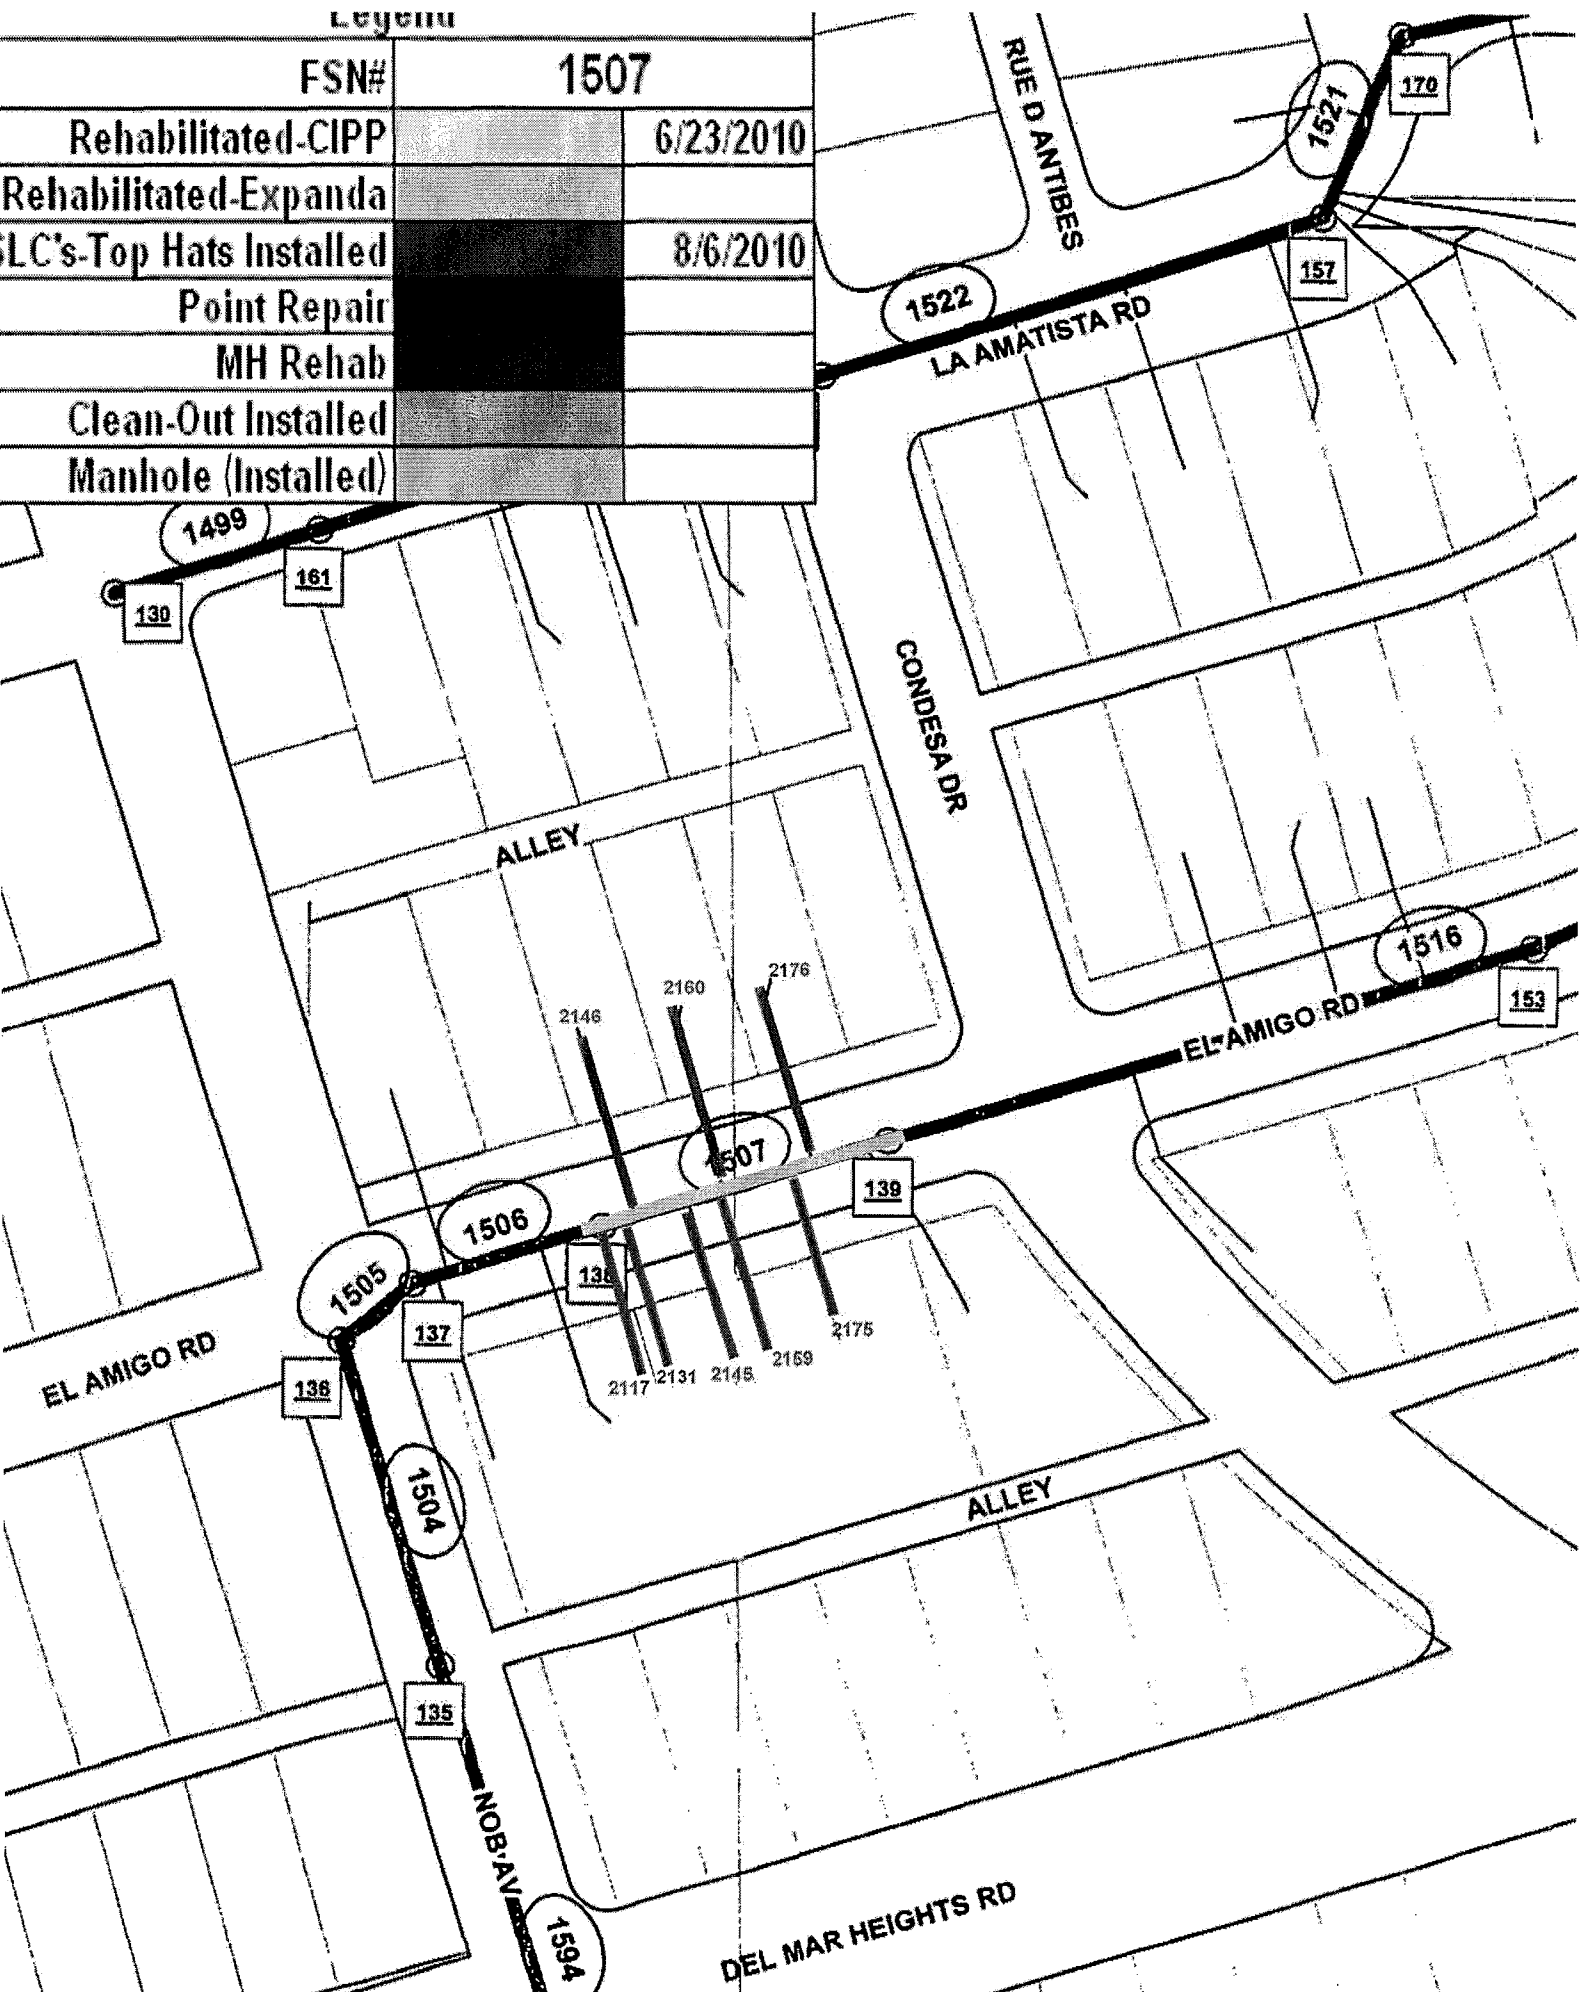 Legend
FSN# 1507
Rehabilitated-CIPP 6/23/2010
Rehabilitated-Expanda
SLC's-Top Hats Installed 8/6/2010
Point Repair
MH Rehab
Clean-Out Installed
Manhole (Installed)
RUE D ANTIBES
1521
170
157
1522
LA AMATISTA RD
1499
161
130
CONDESA DR
ALLEY
1516
153
EL AMIGO RD
2146
2160
2176
1507
139
1506
138
1505
137
136
EL AMIGO RD
2117
2131
2145
2159
2175
1504
ALLEY
135
NOB AV
1594
DEL MAR HEIGHTS RD